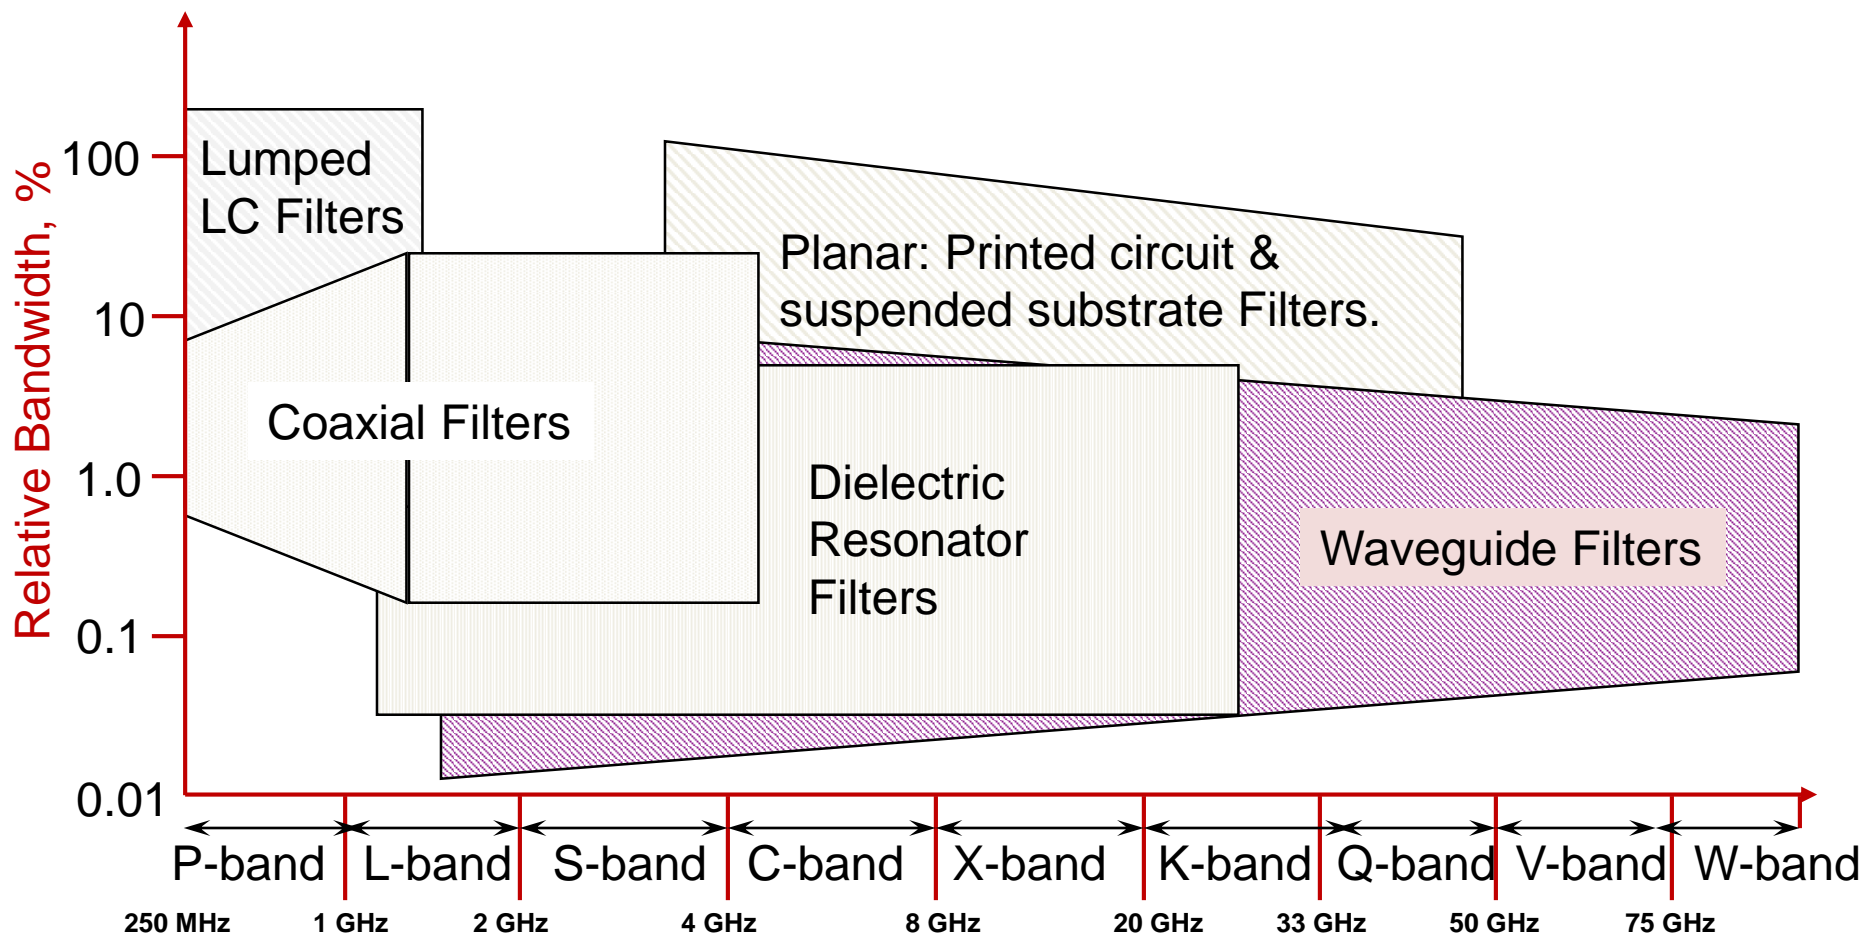 Relative Bandwidth, %
100
10
1.0
0.1
0.01
Lumped
LC Filters
Planar: Printed circuit &
suspended substrate Filters.
Coaxial Filters
Dielectric
Resonator
Filters
Waveguide Filters
P-band L-band S-band C-band X-band K-band Q-band V-band W-band
250 MHz 1 GHz 2 GHz 4 GHz 8 GHz 20 GHz 33 GHz 50 GHz 75 GHz